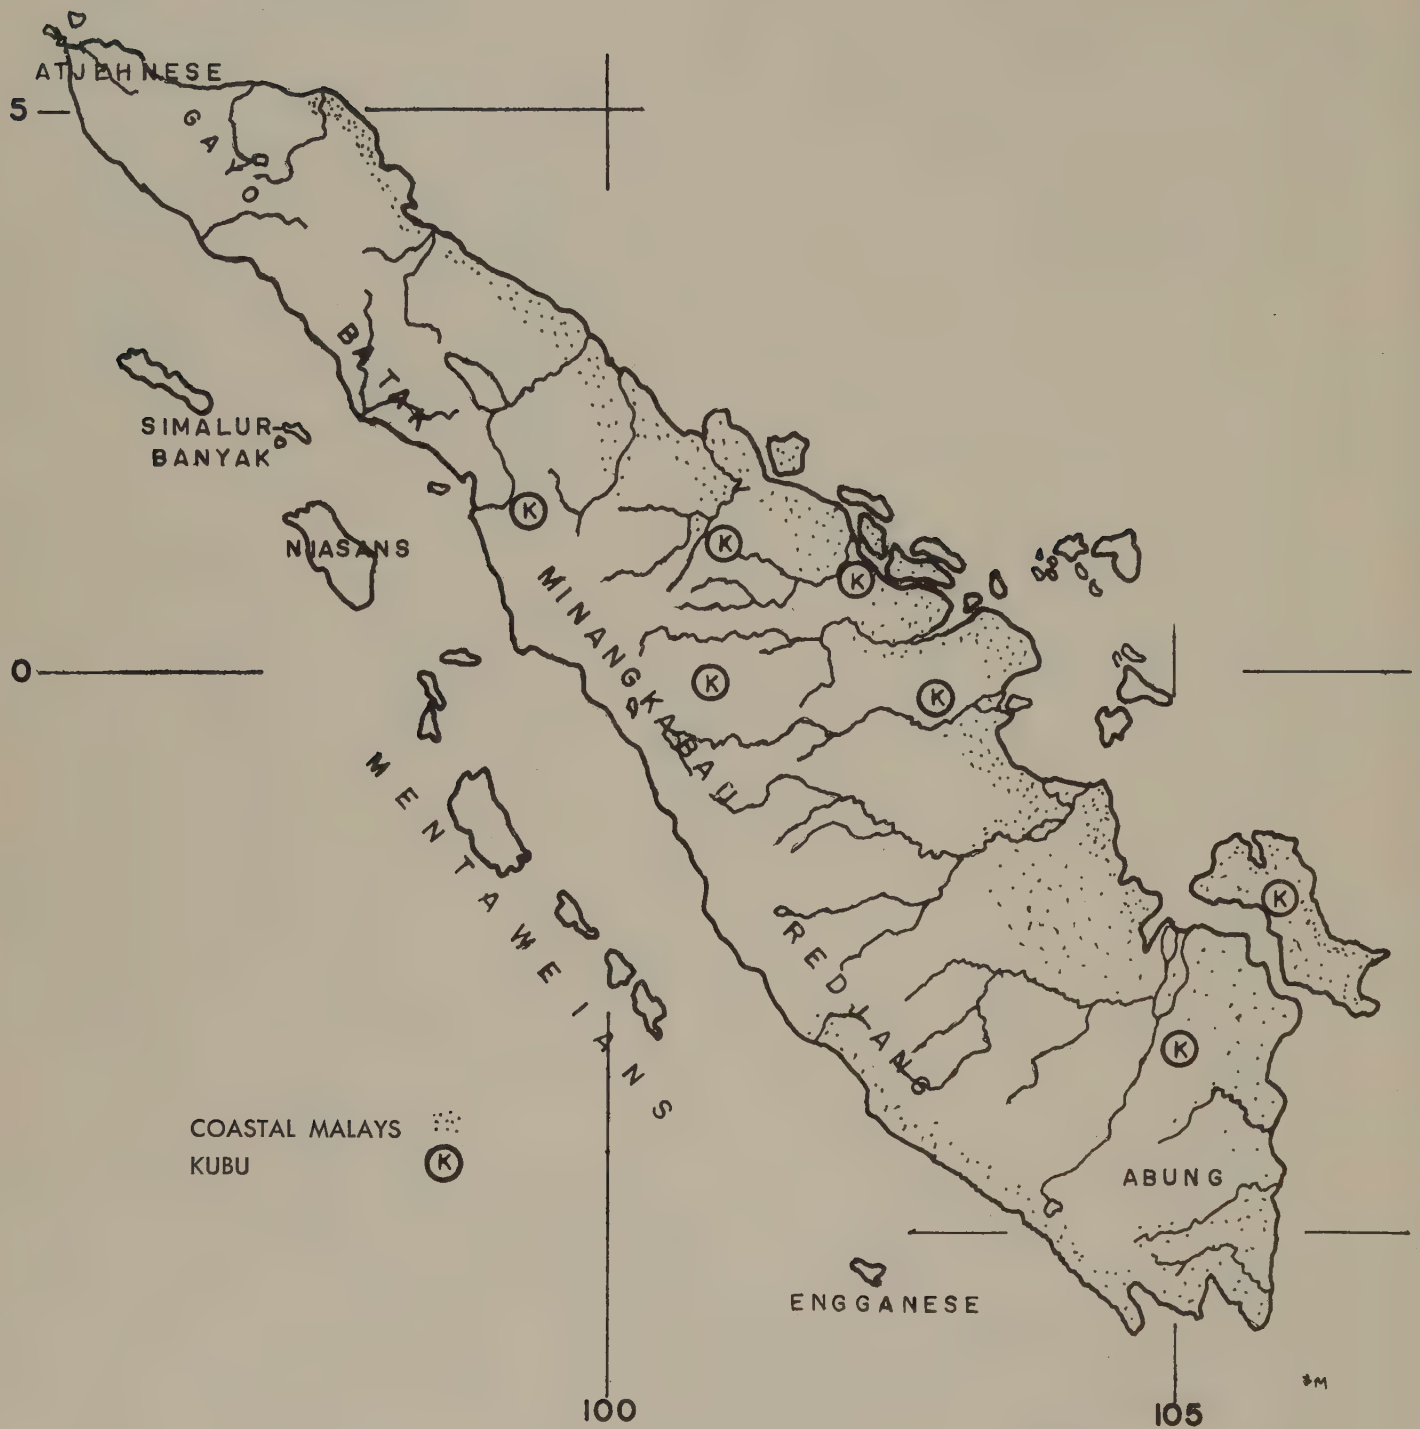 ATJEHNESE
5
GAYO
BATAK
SIMALUR-
BANYAK
NIASANS
K
K
K
MINANGKABAU
0
K
K
MENTAWEIANS
K
REDJANG
K
COASTAL MALAYS
KUBU K
ABUNG
ENGGANESE
100
105